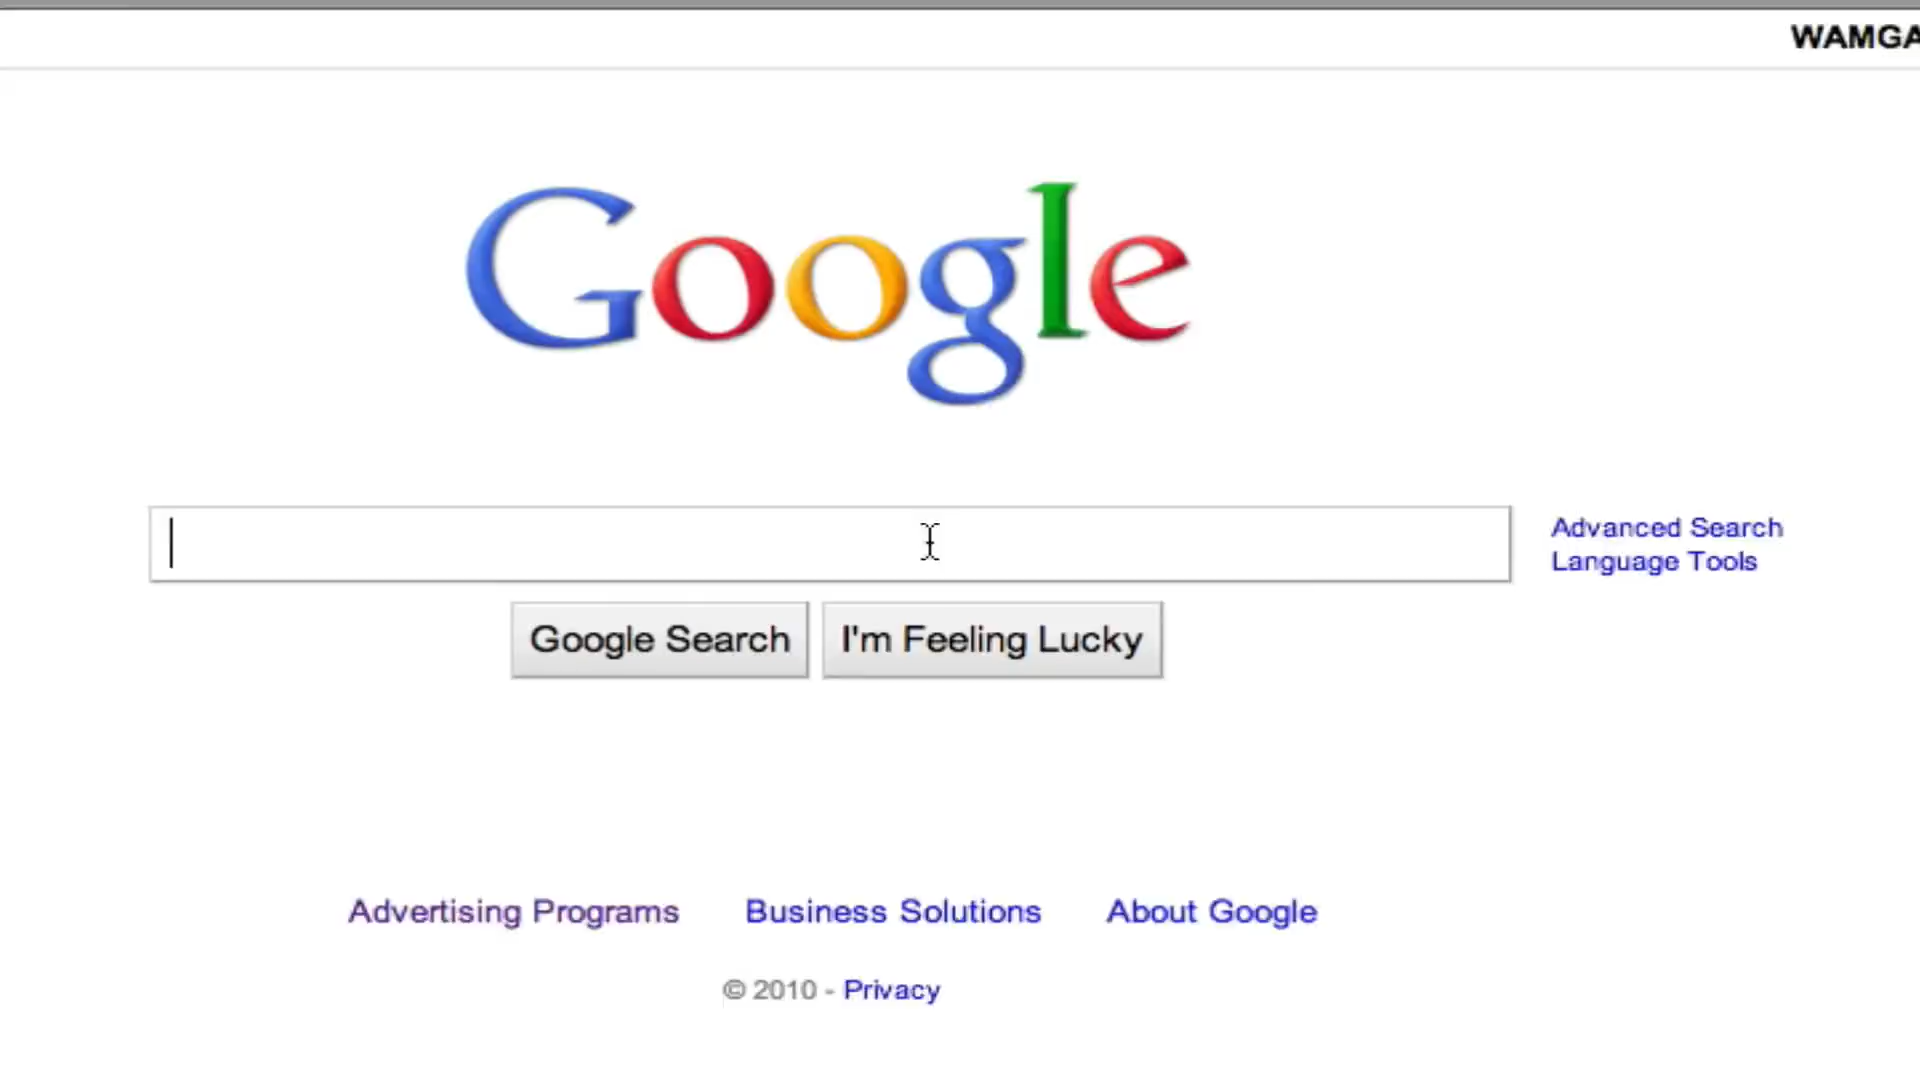 WAMGA
Google
Advanced Search
Language Tools
Google Search
I'm Feeling Lucky
Advertising Programs
Business Solutions
About Google
© 2010 - Privacy